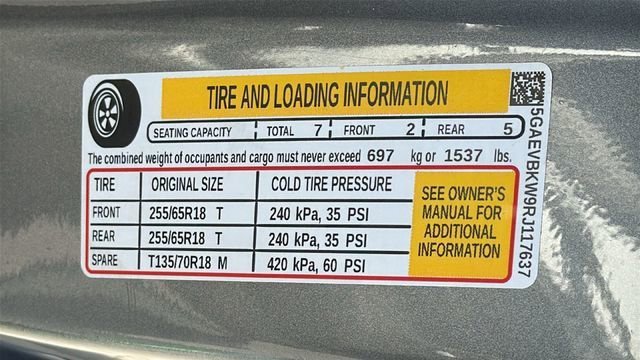 TIRE AND LOADING INFORMATION
SEATING CAPACITY TOTAL 7 FRONT 2 REAR 5
The combined weight of occupants and cargo must never exceed 697 kg or 1537 lbs.
TIRE ORIGINAL SIZE COLD TIRE PRESSURE
FRONT 255/65R18 T 240 kPa, 35 PSI
REAR 255/65R18 T 240 kPa, 35 PSI
SPARE T135/70R18 M 420 kPa, 60 PSI
SEE OWNER'S
MANUAL FOR
ADDITIONAL
INFORMATION
5GAEVBKW9RJ117637